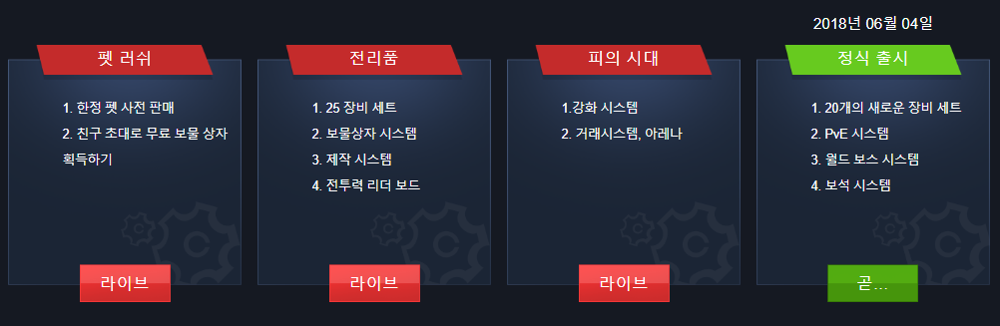 2018년 06월 04일
펫 러쉬
1. 한정 펫 사전 판매
2. 친구 초대로 무료 보물 상자
획득하기
라이브
전리품
1. 25 장비 세트
2. 보물상자 시스템
3. 제작 시스템
4. 전투력 리더 보드
라이브
피의 시대
1.강화 시스템
2. 거래시스템, 아레나
라이브
정식 출시
1. 20개의 새로운 장비 세트
2. PvE 시스템
3. 월드 보스 시스템
4. 보석 시스템
곧...